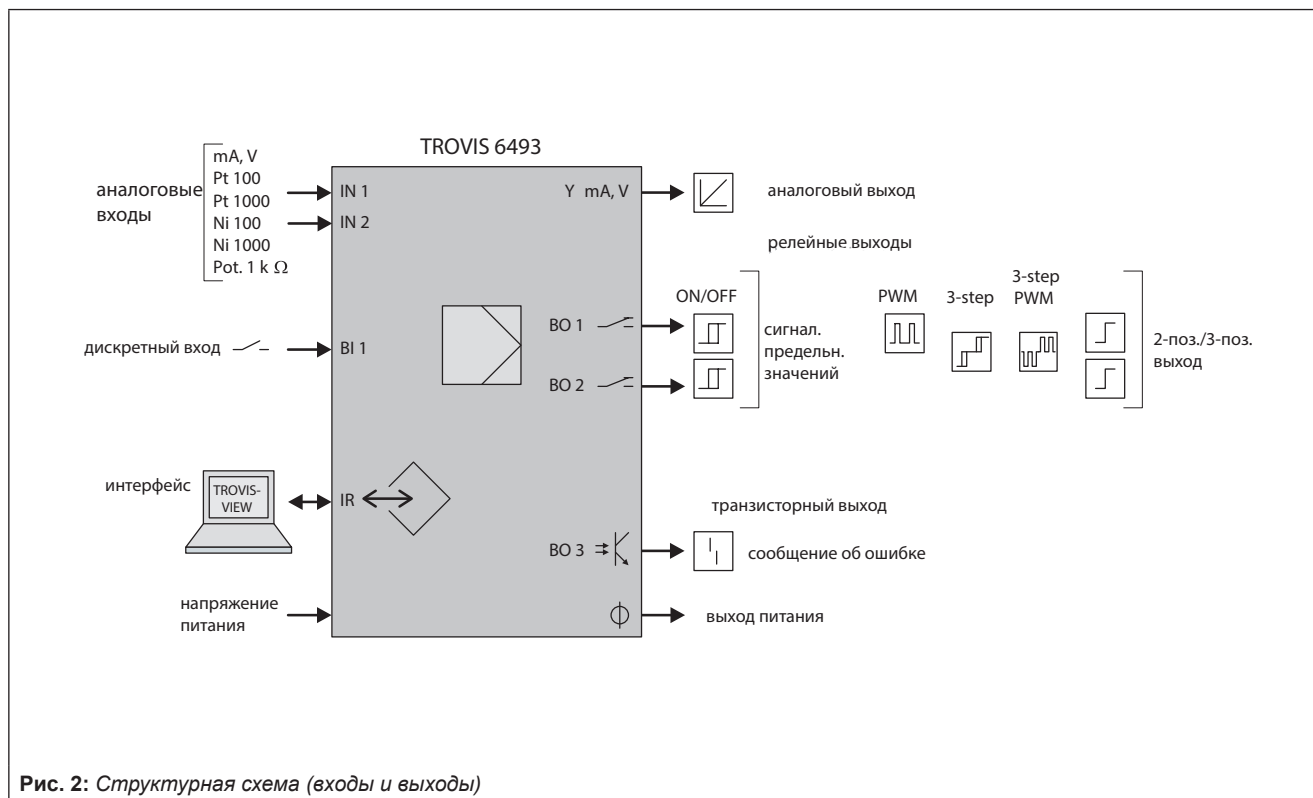 TROVIS 6493
аналоговые
входы
mA, V
Pt 100
Pt 1000
Ni 100
Ni 1000
Pot. 1 k Ω
IN 1
IN 2
Y mA, V
аналоговый выход
релейные выходы
дискретный вход
BI 1
BO 1
BO 2
ON/OFF
сигнал.
предельн.
значений
PWM
3-step
3-step
PWM
2-поз./3-поз.
выход
интерфейс
TROVIS-
VIEW
IR
транзисторный выход
BO 3
сообщение об ошибке
напряжение
питания
выход питания
Рис. 2: Структурная схема (входы и выходы)